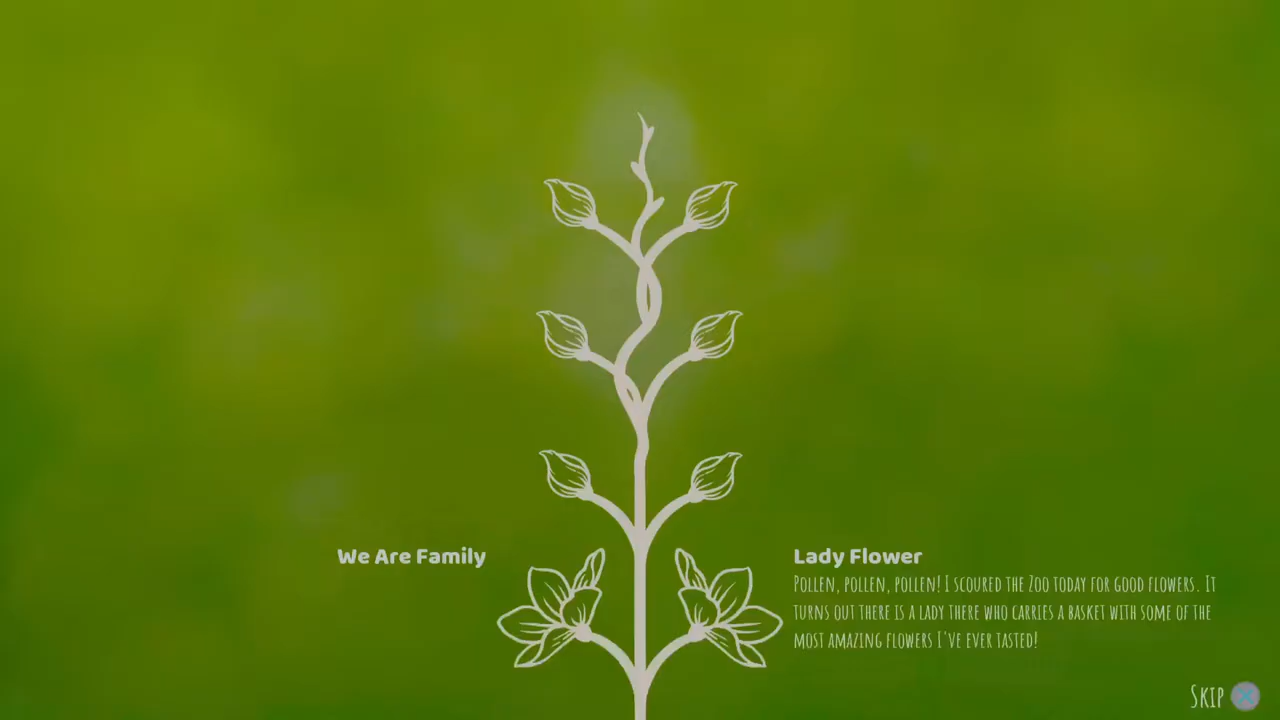 We Are Family
Lady Flower
Pollen, pollen, pollen! I scoured the Zoo today for good flowers. It
turns out there is a lady there who carries a basket with some of the
most amazing flowers I've ever tasted!
Skip